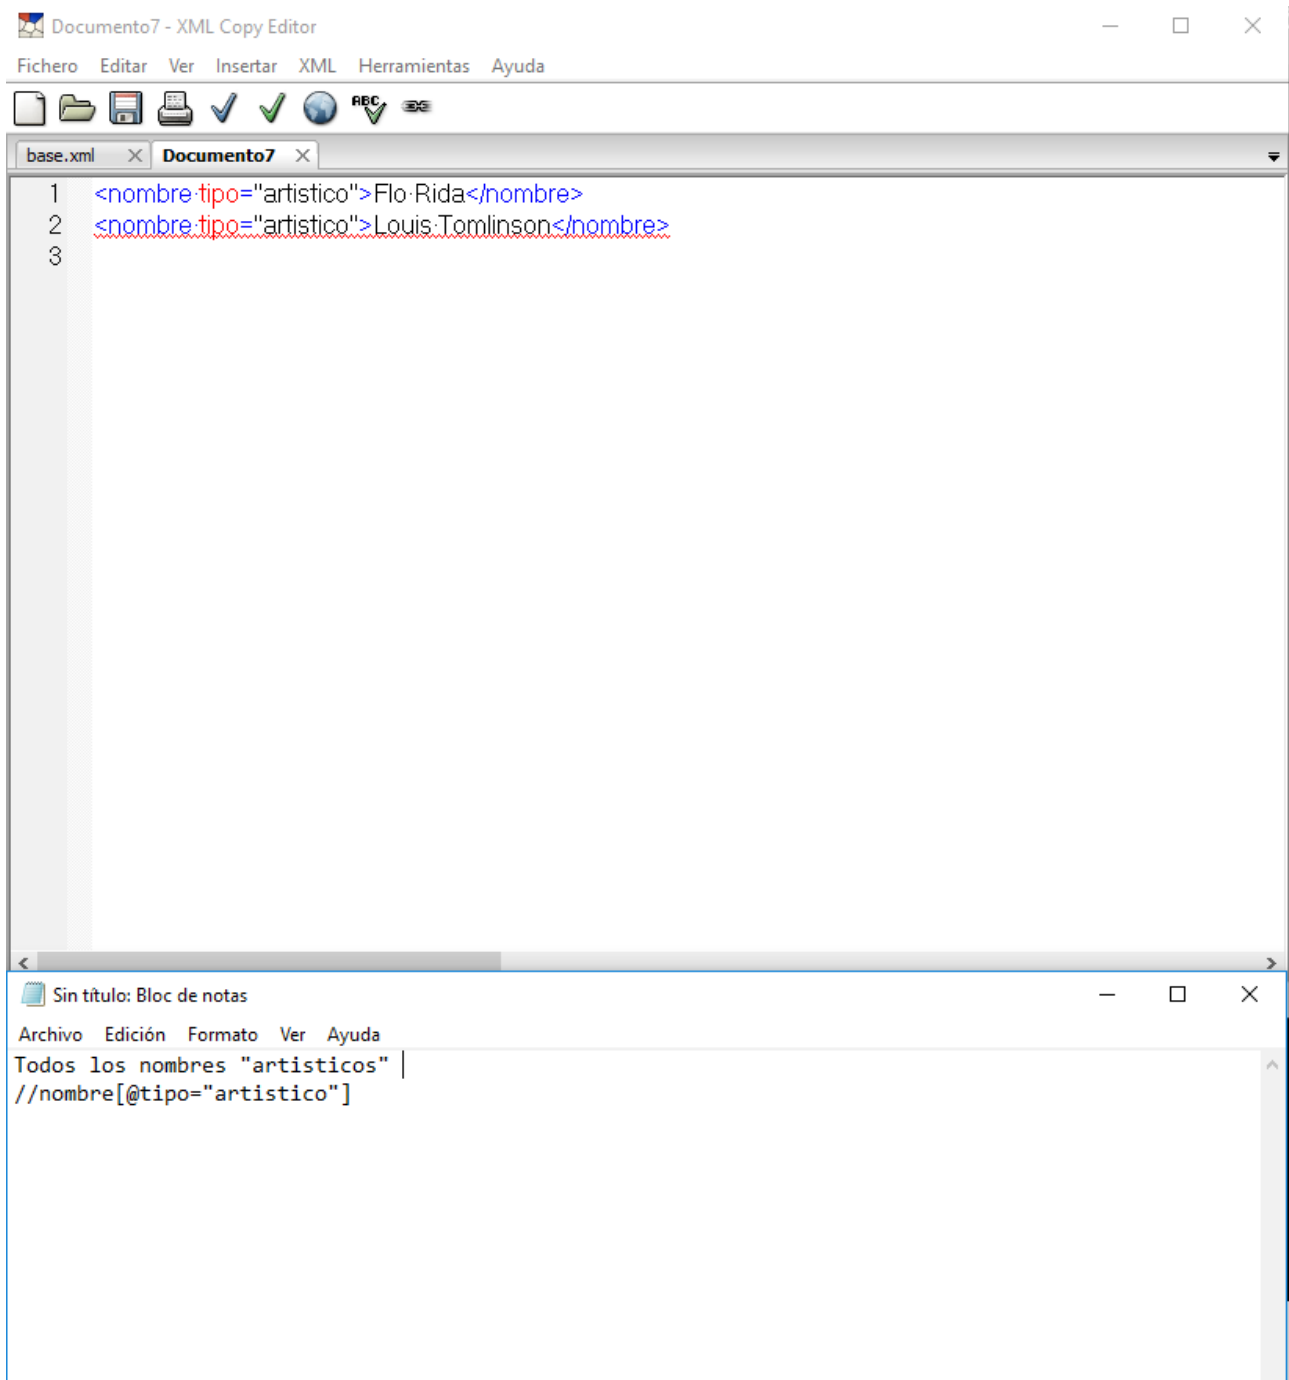 Documento7 - XML Copy Editor
Fichero Editar Ver Insertar XML Herramientas Ayuda
ABC
base.xml Documento7
1 <nombre tipo="artistico">Flo Rida</nombre>
2 <nombre tipo="artistico">Louis Tomlinson</nombre>
3
Sin título: Bloc de notas
Archivo Edición Formato Ver Ayuda
Todos los nombres "artisticos"
//nombre[@tipo="artistico"]